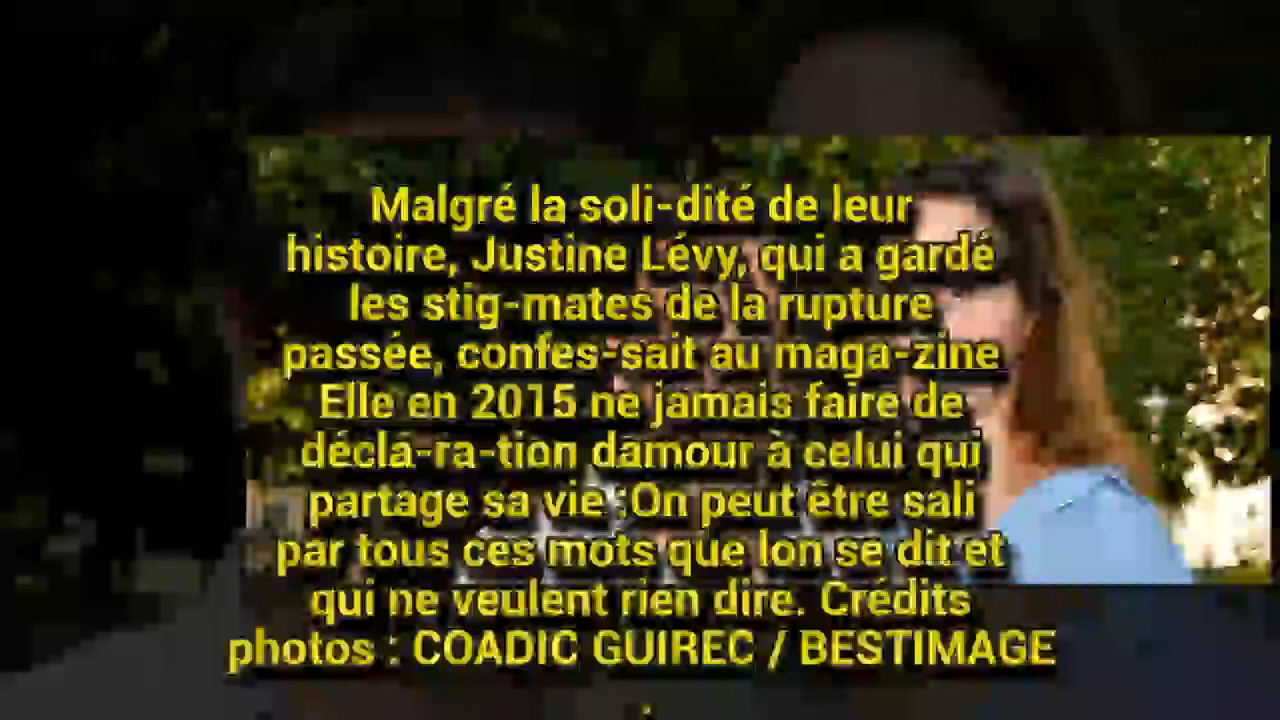 Malgré la soli-dité de leur
histoire, Justine Lévy, qui a gardé
les stig-mates de la rupture
passée, confes-sait au maga-zine
Elle en 2015 ne jamais faire de
décla-ra-tion damour à celui qui
partage sa vie :On peut être sali
par tous ces mots que lon se dit et
qui ne veulent rien dire. Crédits
photos : COADIC GUIREC / BESTIMAGE